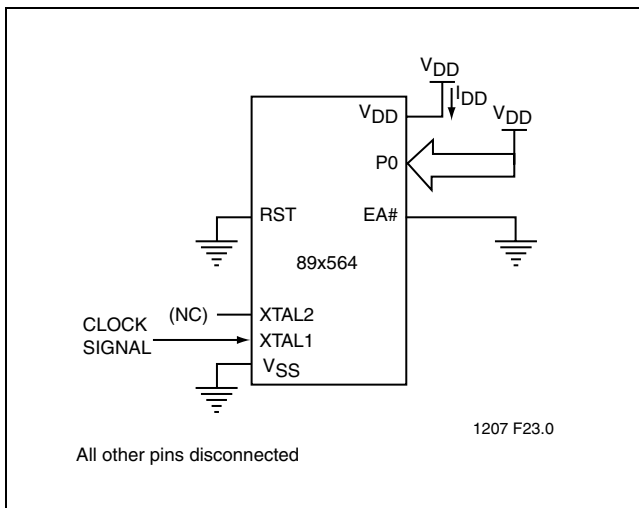 VDD
IDD
VDD
VDD
P0
RST
EA#
89x564
(NC)
XTAL2
CLOCK
SIGNAL
XTAL1
VSS
1207 F23.0
All other pins disconnected